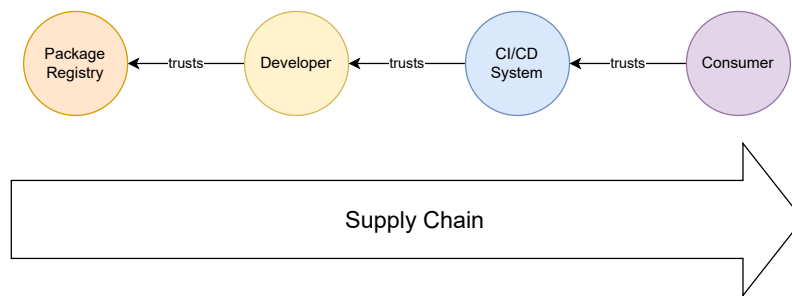 Package
Registry
trusts
Developer
trusts
CI/CD
System
trusts
Consumer
Supply Chain